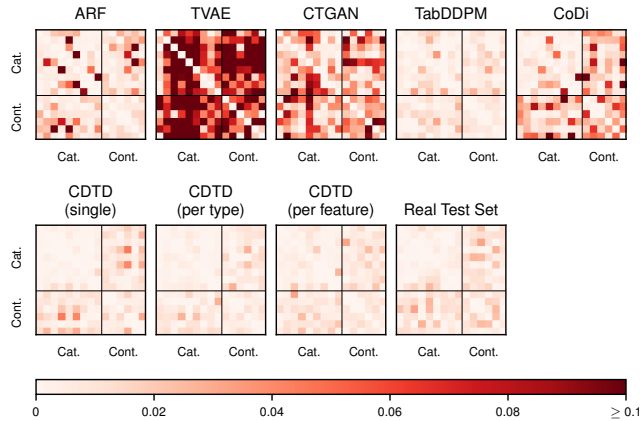 ARF TVAE CTGAN TabDDPM CoDi
Cat.
Cont.
Cat. Cont. Cat. Cont. Cat. Cont. Cat. Cont. Cat. Cont.
CDTD CDTD CDTD
(single) (per type) (per feature) Real Test Set
Cat.
Cont.
Cat. Cont. Cat. Cont. Cat. Cont. Cat. Cont.
0 0.02 0.04 0.06 0.08 ≥ 0.1